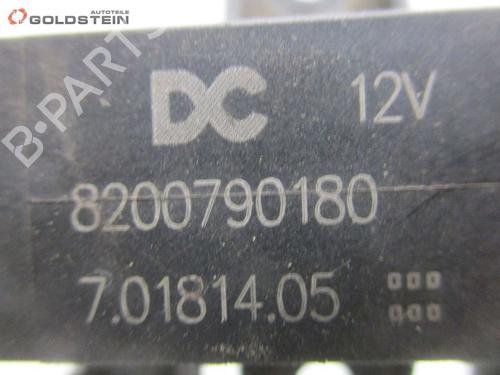 AUTOTEILE
GOLDSTEIN
B-PARTS
DC 12V
8200790180
7.01814.05